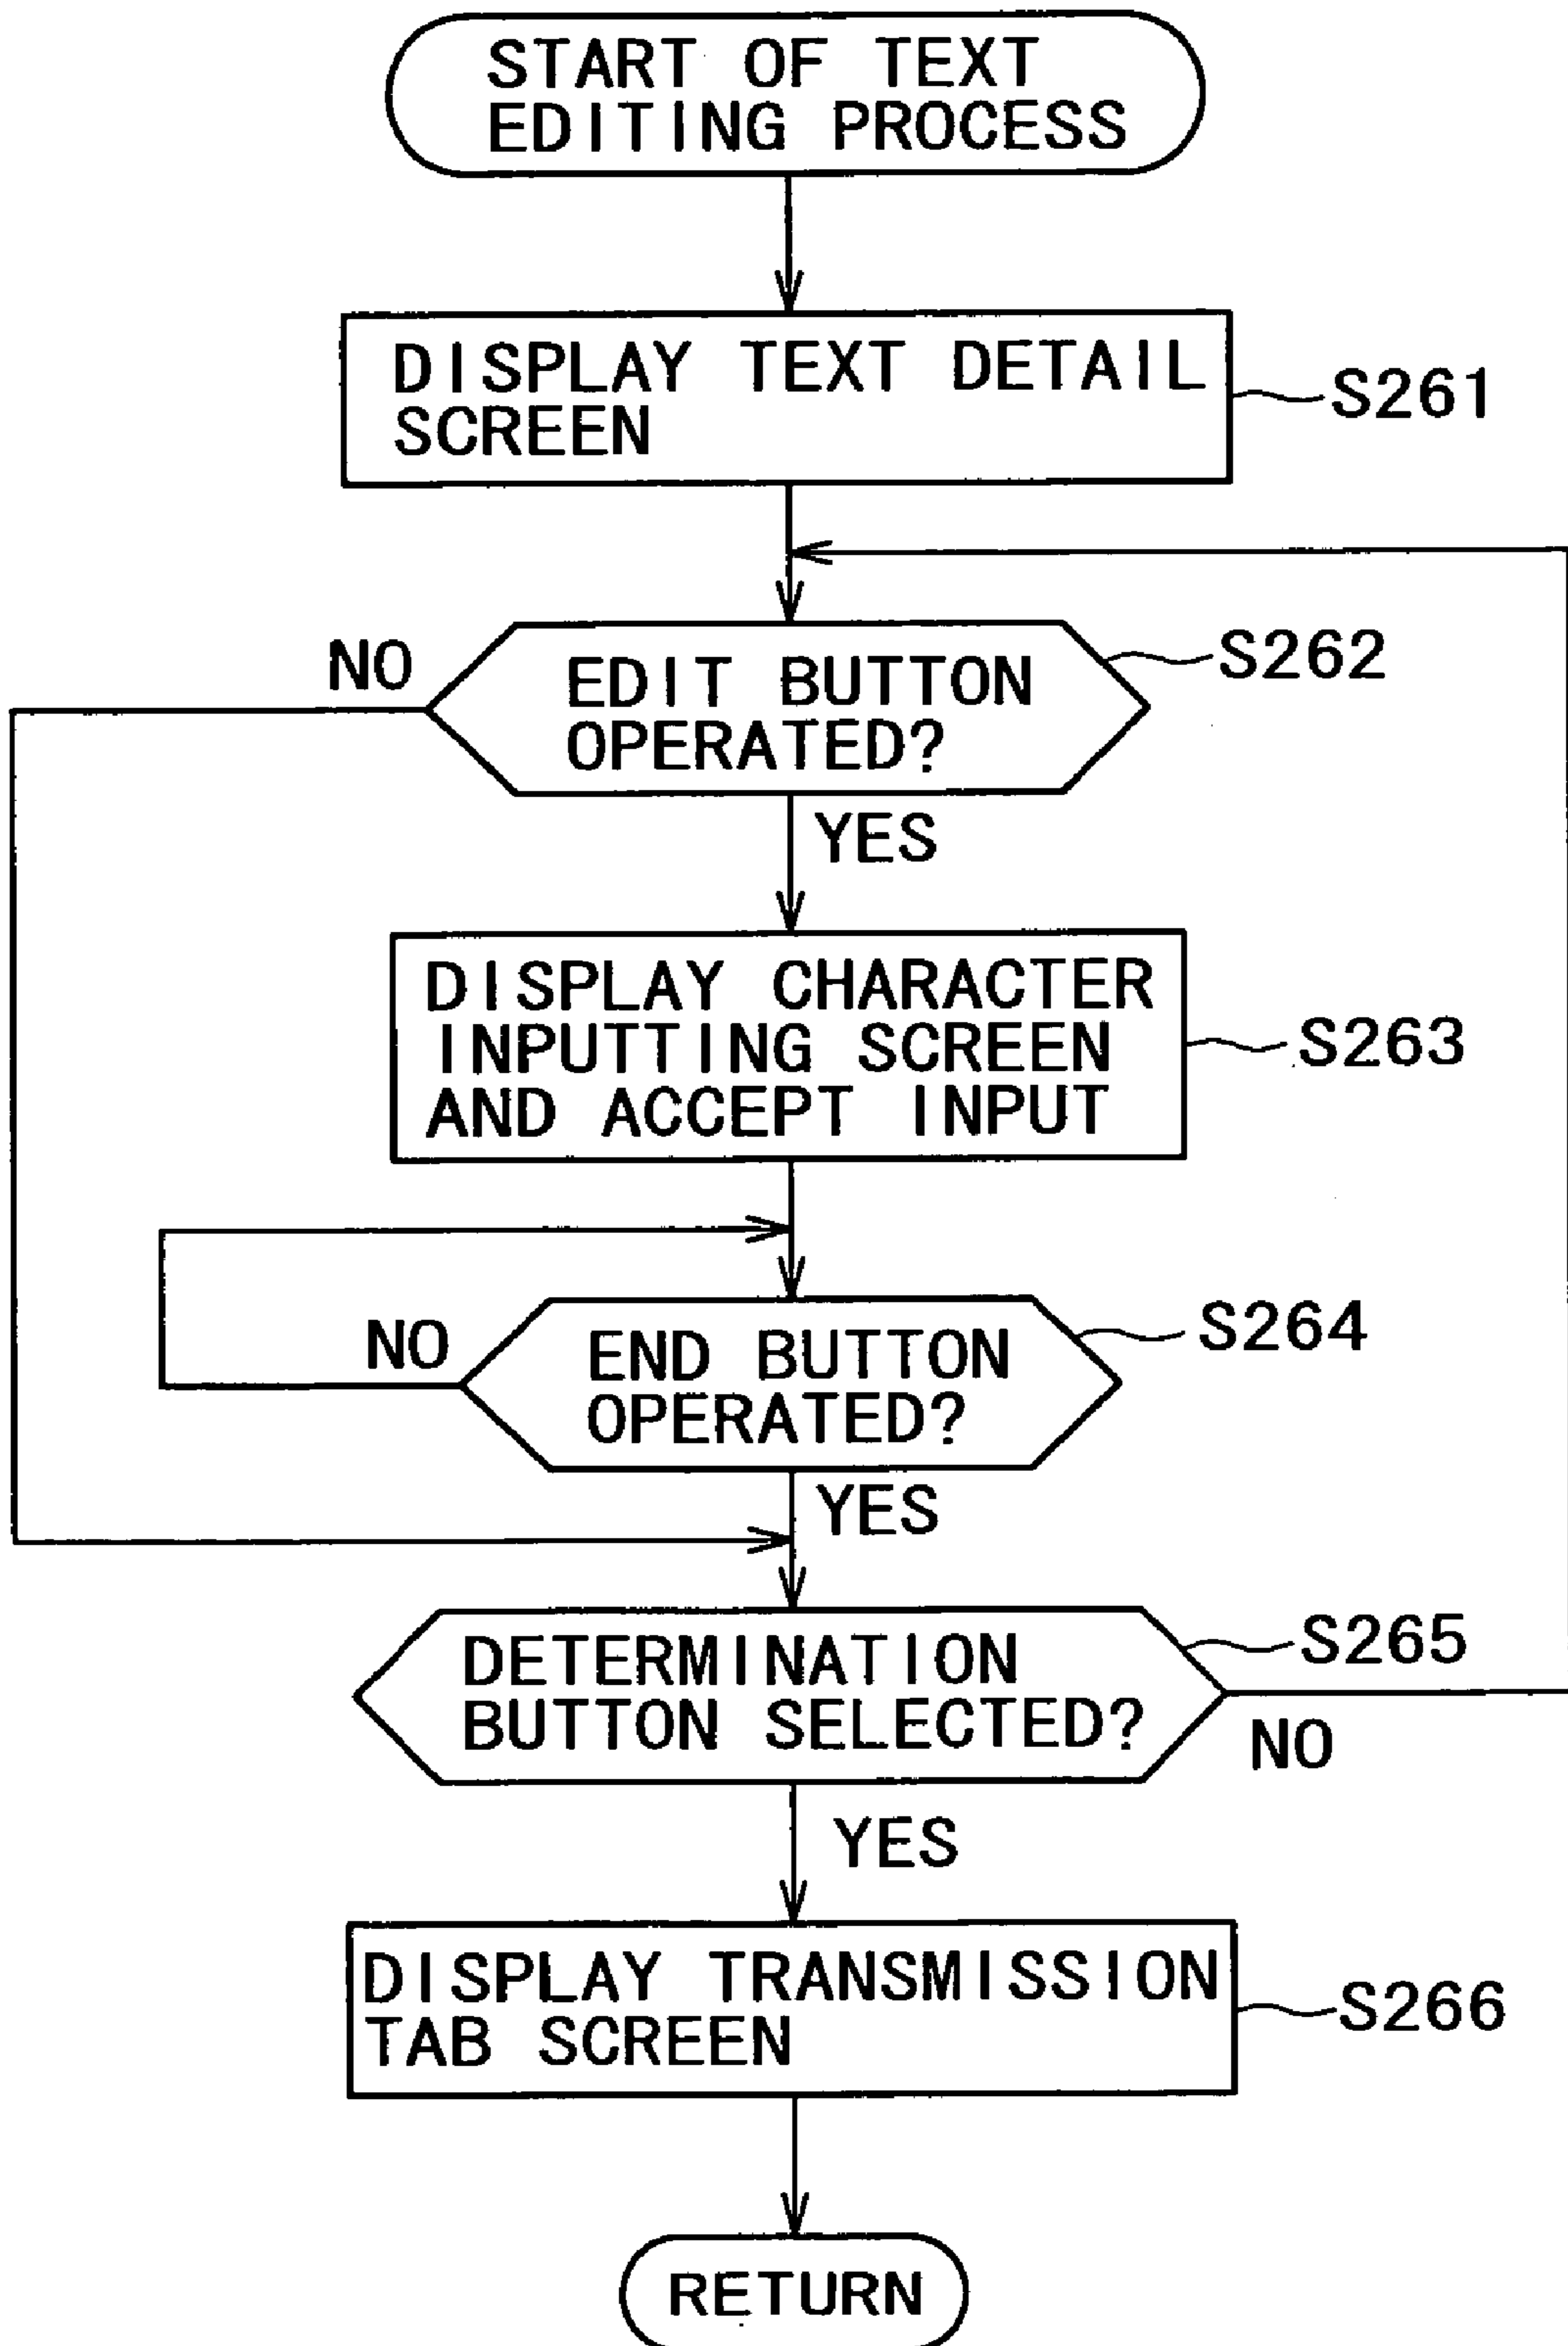 START OF TEXT
EDITING PROCESS
DISPLAY TEXT DETAIL
SCREEN
S261
NO
EDIT BUTTON
OPERATED?
S262
YES
DISPLAY CHARACTER
INPUTTING SCREEN
AND ACCEPT INPUT
S263
NO
END BUTTON
OPERATED?
S264
YES
DETERMINATION
BUTTON SELECTED?
S265
NO
YES
DISPLAY TRANSMISSION
TAB SCREEN
S266
RETURN